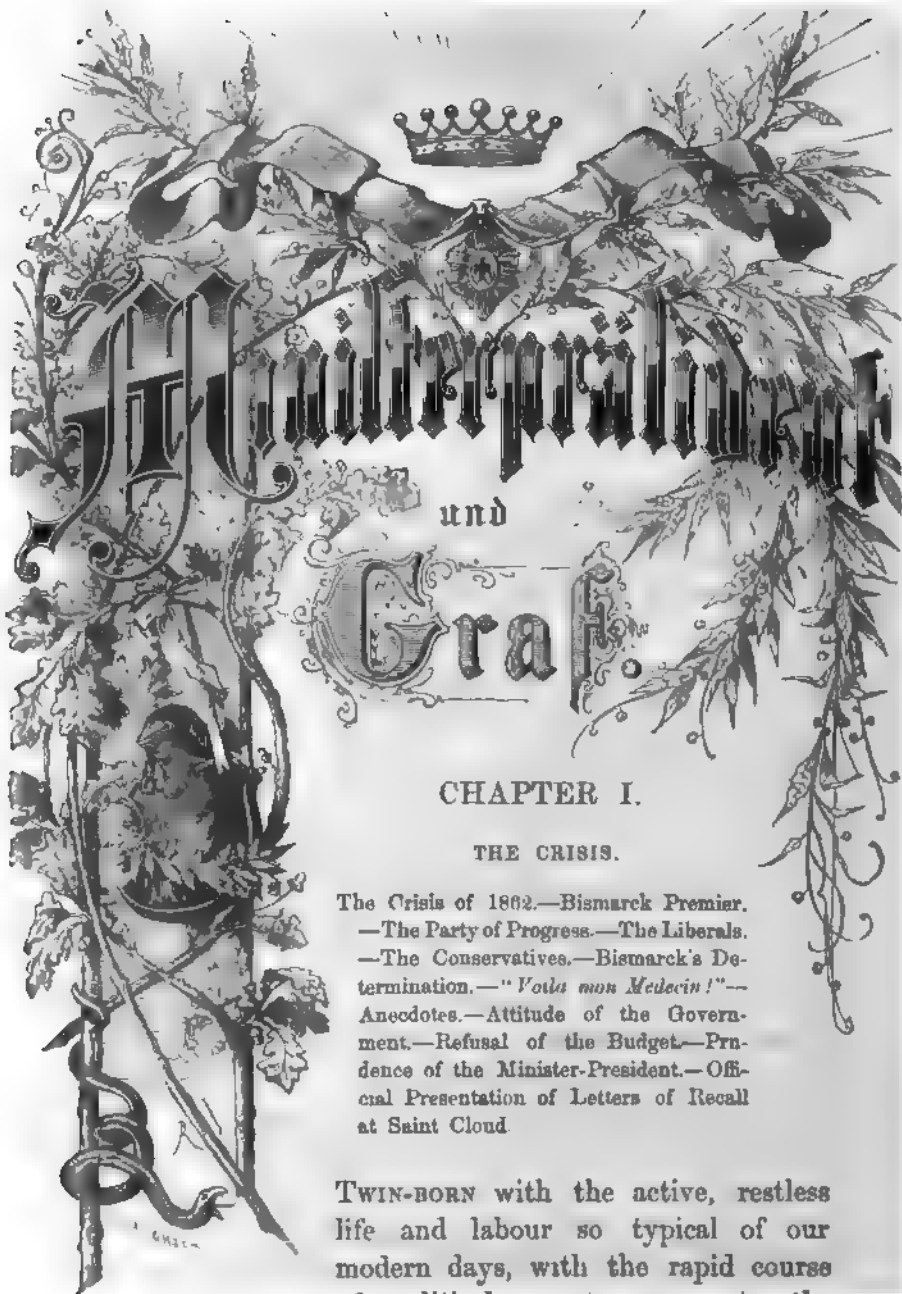 Ministerpräsident
und
Graf.
CHAPTER I.
THE CRISIS.
The Crisis of 1862.—Bismarck Premier.
—The Party of Progress.—The Liberals.
—The Conservatives.—Bismarck's De-
termination.—"Voila mon Medecin!"—
Anecdotes.—Attitude of the Govern-
ment.—Refusal of the Budget.—Pru-
dence of the Minister-President.—Offi-
cial Presentation of Letters of Recall
at Saint Cloud
TWIN-BORN with the active, restless
life and labour so typical of our
modern days, with the rapid course